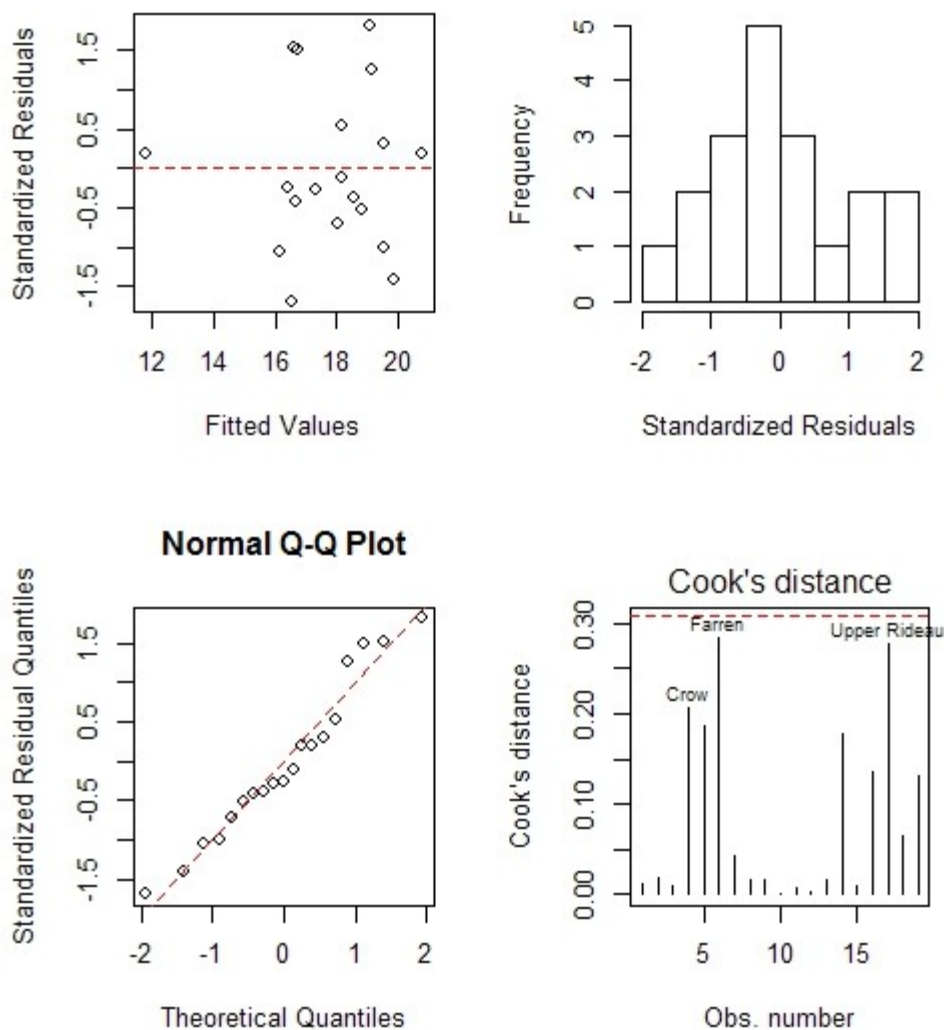 Standardized Residuals
1.5
0.5
-0.5
-1.5
12 14 16 18 20
Fitted Values
Frequency
5
4
3
2
1
0
-2 -1 0 1 2
Standardized Residuals
Normal Q-Q Plot
Standardized Residual Quantiles
1.5
0.5
-0.5
-1.5
-2 -1 0 1 2
Theoretical Quantiles
Cook's distance
Cook's distance
0.30
0.20
0.10
0.00
Farren
Upper Rideau
Crow
5 10 15
Obs. number